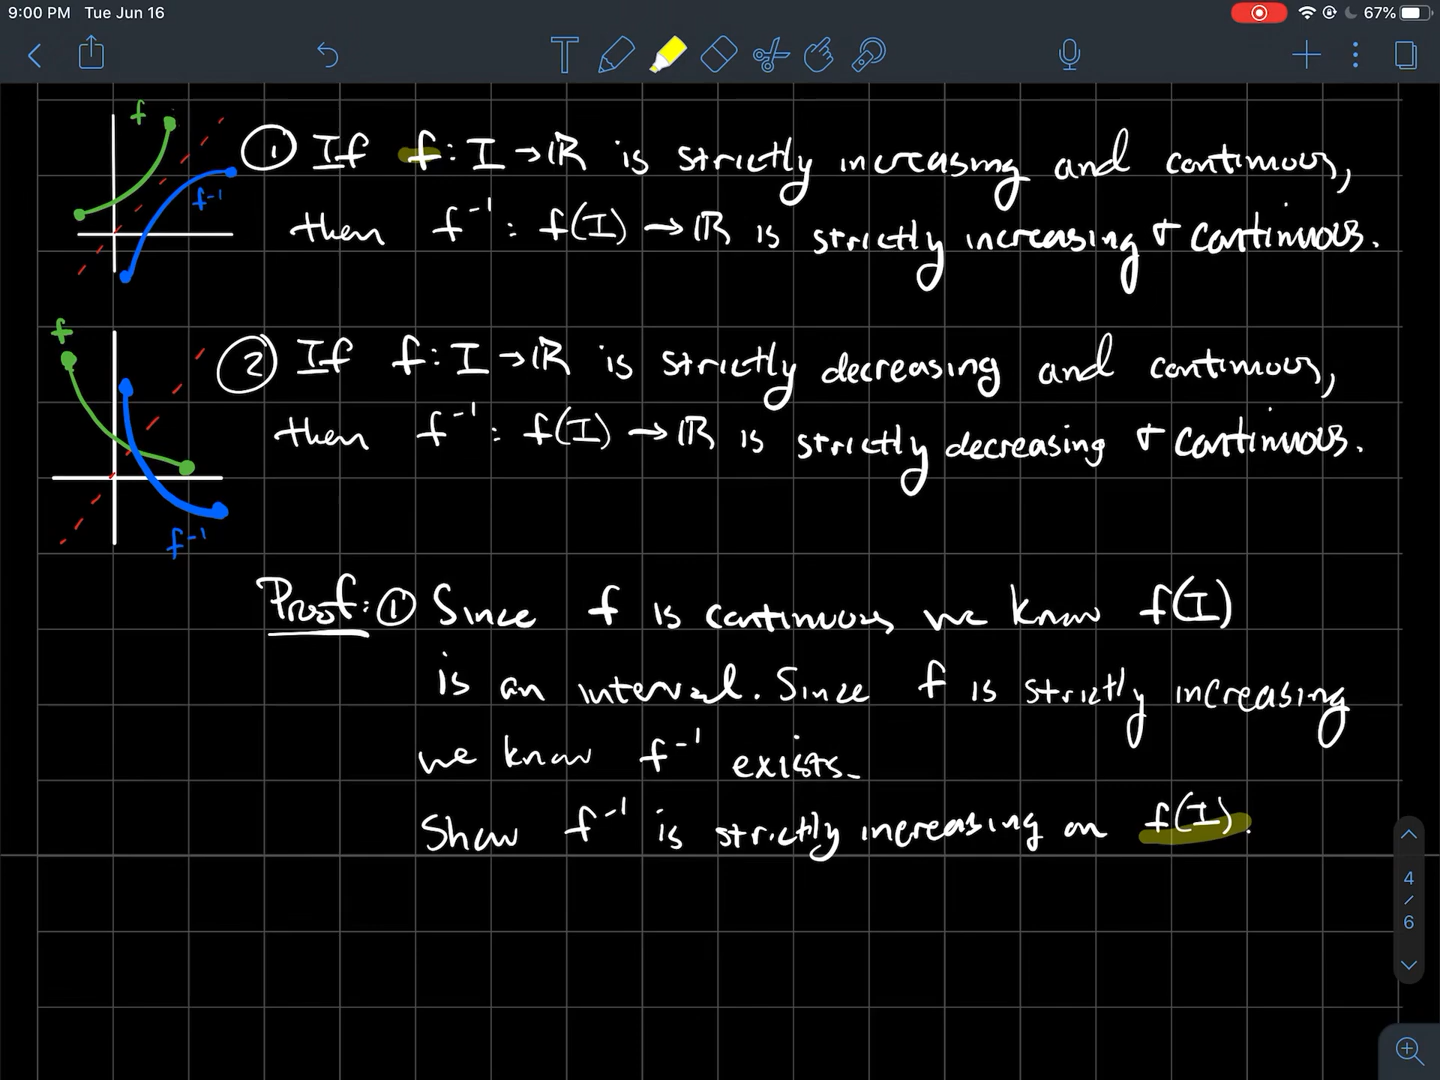 9:00 PM Tue Jun 16
67%
f
f⁻¹
① If f : I → ℝ is strictly increasing and continuous,
then f⁻¹ : f(I) → ℝ is strictly increasing & continuous.
f
f⁻¹
② If f : I → ℝ is strictly decreasing and continuous,
then f⁻¹ : f(I) → ℝ is strictly decreasing & continuous.
Proof: ① Since f is continuous we know f(I)
is an interval. Since f is strictly increasing
we know f⁻¹ exists.
Show f⁻¹ is strictly increasing on f(I).
4
/
6